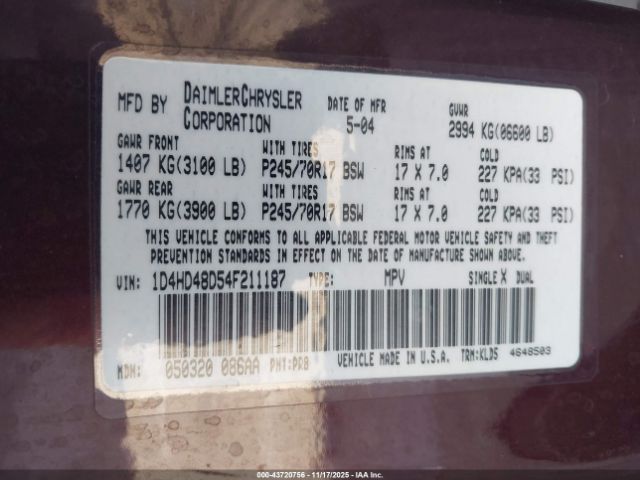 MFD BY DAIMLERCHRYSLER CORPORATION DATE OF MFR 5-04 GVWR 2994 KG(06600 LB)
GAWR FRONT WITH TIRES RIMS AT COLD
1407 KG(3100 LB) P245/70R17 BSW 17 X 7.0 227 KPA(33 PSI)
GAWR REAR WITH TIRES RIMS AT COLD
1770 KG(3900 LB) P245/70R17 BSW 17 X 7.0 227 KPA(33 PSI)
THIS VEHICLE CONFORMS TO ALL APPLICABLE FEDERAL MOTOR VEHICLE SAFETY AND THEFT
PREVENTION STANDARDS IN EFFECT ON THE DATE OF MANUFACTURE SHOWN ABOVE.
VIN: 1D4HD48D54F211187 TYPE: MPV SINGLE X DUAL
MDH: 050320 086AA PNT:PR8 VEHICLE MADE IN U.S.A. TRM:KLD5 4648503
000-43720756 - 11/17/2025 - IAAI.COM